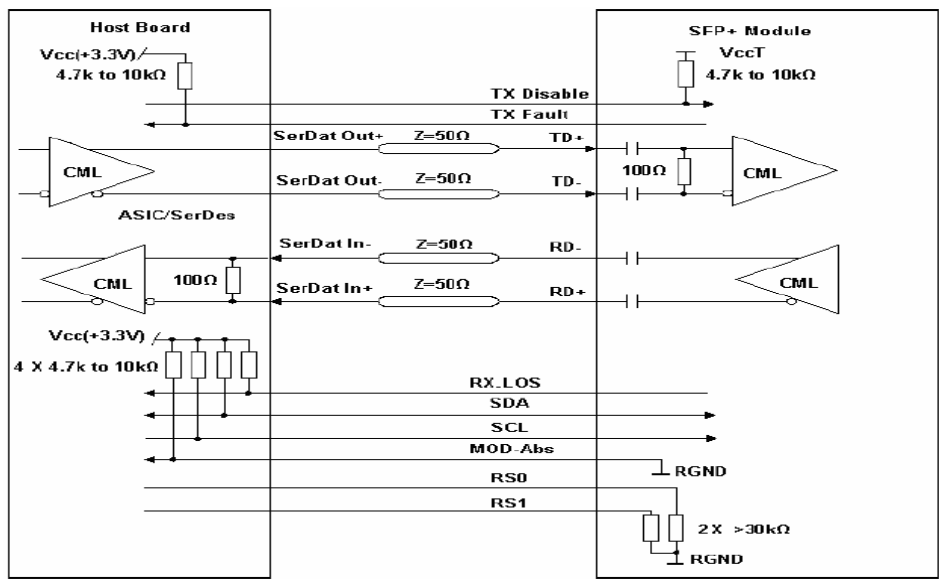 Host Board
SFP+ Module
Vcc(+3.3V)
4.7k to 10kΩ
VccT
4.7k to 10kΩ
TX Disable
TX Fault
SerDat Out+
Z=50Ω
TD+
CML
100Ω
CML
SerDat Out-
Z=50Ω
TD-
ASIC/SerDes
SerDat In-
Z=50Ω
RD-
CML
100Ω
SerDat In+
Z=50Ω
RD+
CML
Vcc(+3.3V)
4 X 4.7k to 10kΩ
RX_LOS
SDA
SCL
MOD-Abs
RGND
RS0
RS1
2X >30kΩ
RGND